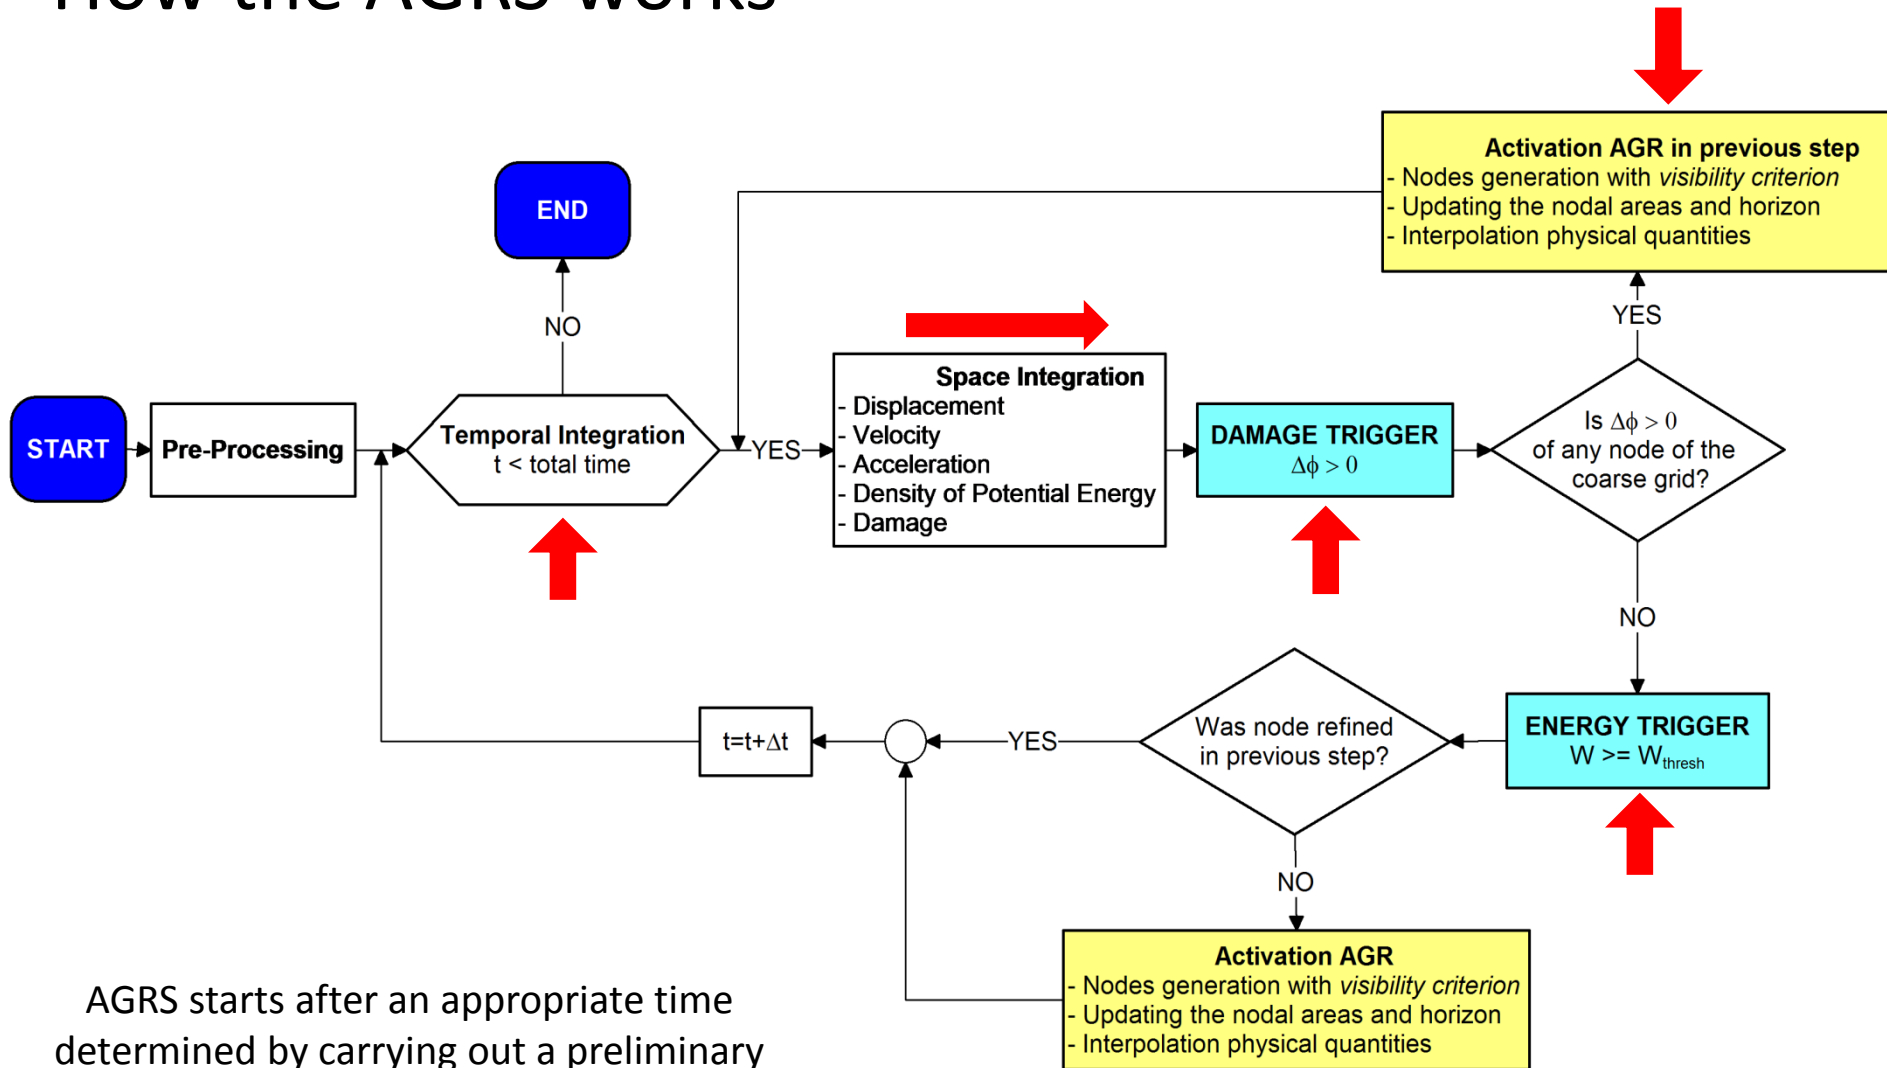 How the AGRS works
Activation AGR in previous step
- Nodes generation with visibility criterion
- Updating the nodal areas and horizon
- Interpolation physical quantities
END
NO
YES
Space Integration
- Displacement
- Velocity
- Acceleration
- Density of Potential Energy
- Damage
START
Pre-Processing
Temporal Integration
t < total time
YES
DAMAGE TRIGGER
Δϕ > 0
Is Δϕ > 0
of any node of the
coarse grid?
NO
ENERGY TRIGGER
W >= Wthresh
Was node refined
in previous step?
YES
t=t+Δt
NO
Activation AGR
- Nodes generation with visibility criterion
- Updating the nodal areas and horizon
- Interpolation physical quantities
AGRS starts after an appropriate time
determined by carrying out a preliminary